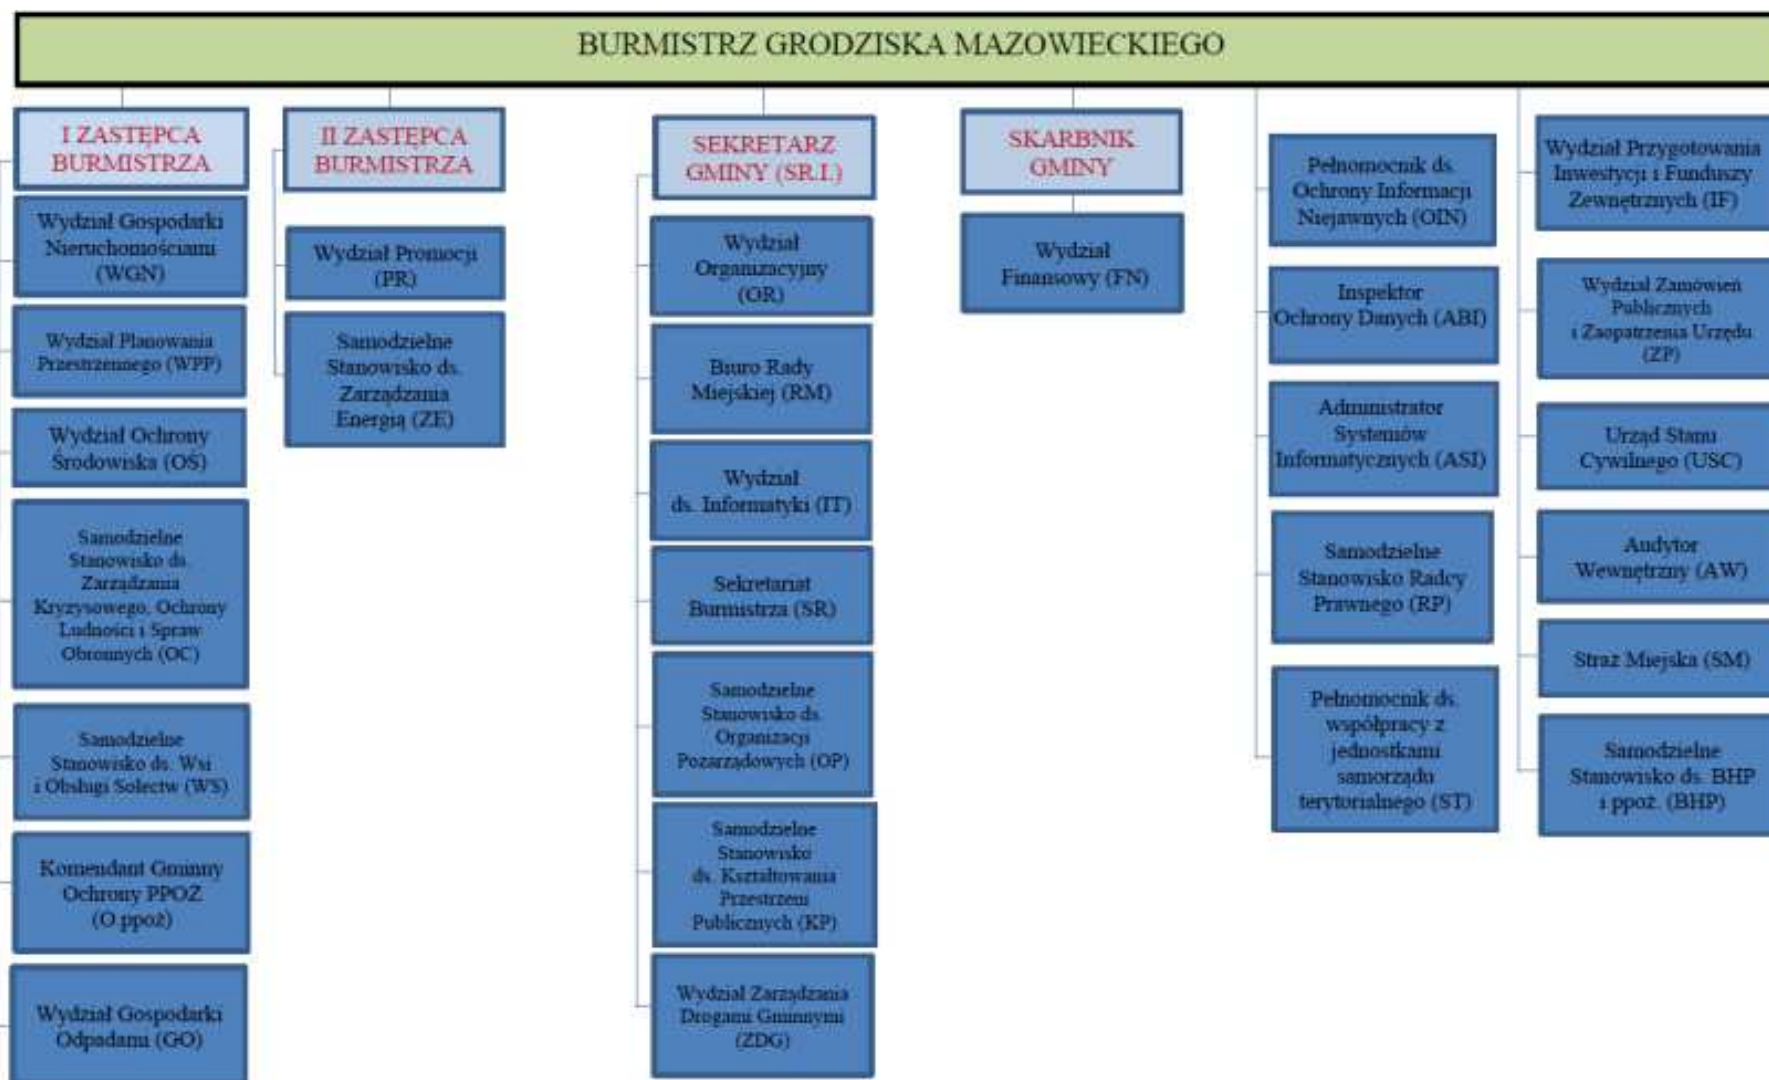 BURMISTRZ GRODZISKA MAZOWIECKIEGO
I ZASTĘPCA
BURMISTRZA
Wydział Gospodarki
Nieruchomościami
(WGN)
Wydział Planowania
Przestrzennego (WPP)
Wydział Ochrony
Środowiska (OŚ)
Samodzielne
Stanowisko ds.
Zarządzania
Kryzysowego, Ochrony
Ludności i Spraw
Obronnych (OC)
Samodzielne
Stanowisko ds. Wsi
i Obsługi Sołectw (WS)
Komendant Gminny
Ochrony PPOŻ
(O.ppoż)
Wydział Gospodarki
Odpadami (GO)
II ZASTĘPCA
BURMISTRZA
Wydział Promocji
(PR)
Samodzielne
Stanowisko ds.
Zarządzania
Energią (ZE)
SEKRETARZ
GMINY (SR.I.)
Wydział
Organizacyjny
(OR)
Biuro Rady
Miejskiej (RM)
Wydział
ds. Informatyki (IT)
Sekretariat
Burmistrza (SR)
Samodzielne
Stanowisko ds.
Organizacji
Pozarządowych (OP)
Samodzielne
Stanowisko
ds. Kształtowania
Przestrzeni
Publicznych (KP)
Wydział Zarządzania
Drogami Gminnymi
(ZDG)
SKARBNIK
GMINY
Wydział
Finansowy (FN)
Pełnomocnik ds.
Ochrony Informacji
Niejawnych (OIN)
Inspektor
Ochrony Danych (ABI)
Administrator
Systemów
Informatycznych (ASI)
Samodzielne
Stanowisko Radcy
Prawnego (RP)
Pełnomocnik ds.
współpracy z
jednostkami
samorządu
terytorialnego (ST)
Wydział Przygotowania
Inwestycji i Funduszy
Zewnętrznych (IF)
Wydział Zamówień
Publicznych
i Zaopatrzenia Urzędu
(ZP)
Urząd Stanu
Cywilnego (USC)
Audytor
Wewnętrzny (AW)
Straż Miejska (SM)
Samodzielne
Stanowisko ds. BHP
i ppoż. (BHP)